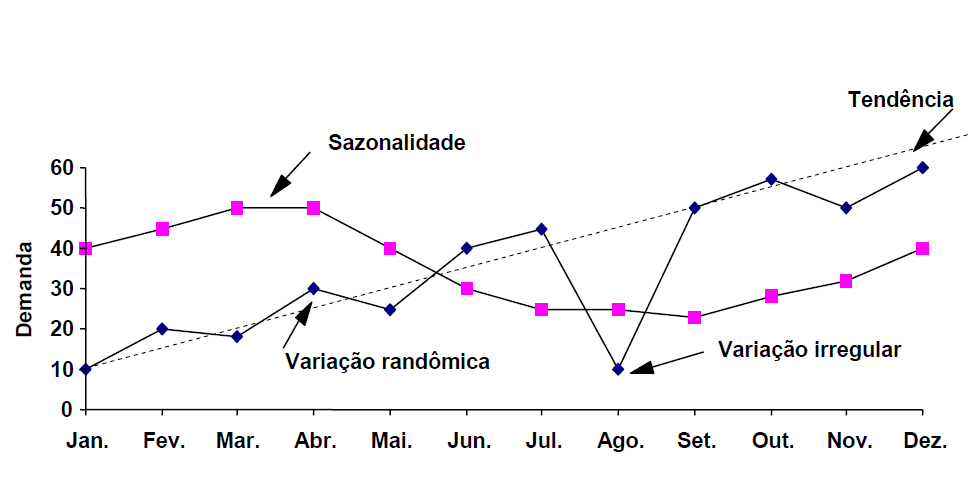 Tendência
Sazonalidade
60
50
40
30
20
10
0
Demanda
Variação randômica
Variação irregular
Jan. Fev. Mar. Abr. Mai. Jun. Jul. Ago. Set. Out. Nov. Dez.